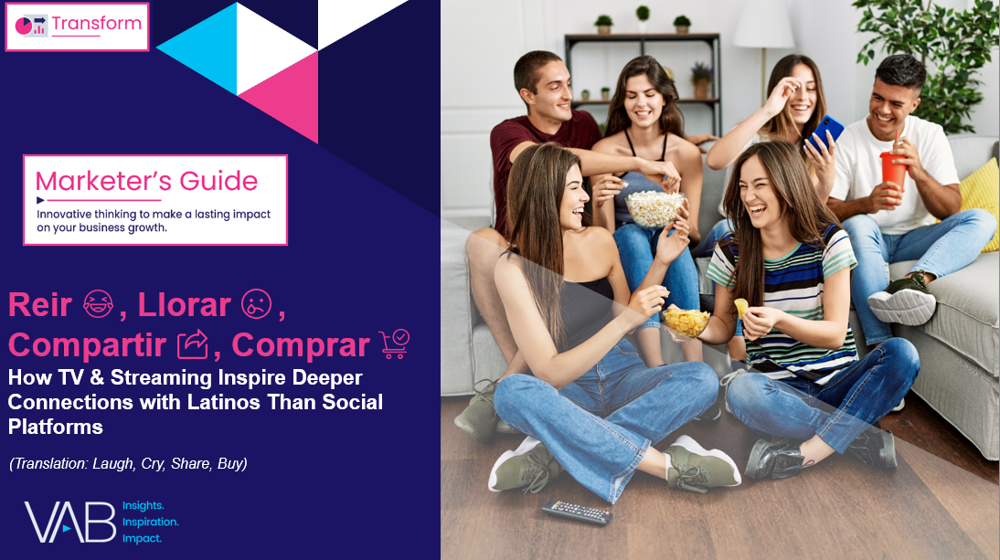 Transform
Marketer's Guide
Innovative thinking to make a lasting impact
on your business growth.
Reir , Llorar ,
Compartir , Comprar
How TV & Streaming Inspire Deeper
Connections with Latinos Than Social
Platforms
(Translation: Laugh, Cry, Share, Buy)
VAB
Insights.
Inspiration.
Impact.